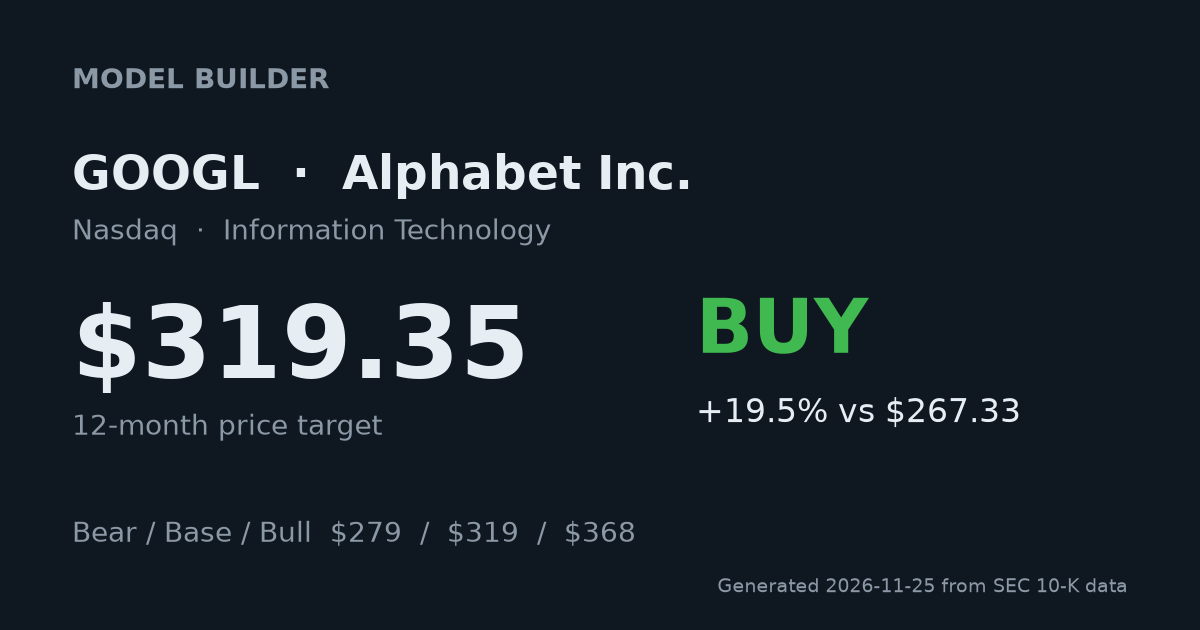 MODEL BUILDER
GOOGL · Alphabet Inc.
Nasdaq · Information Technology
$319.35
12-month price target
BUY
+19.5% vs $267.33
Bear / Base / Bull $279 / $319 / $368
Generated 2026-11-25 from SEC 10-K data